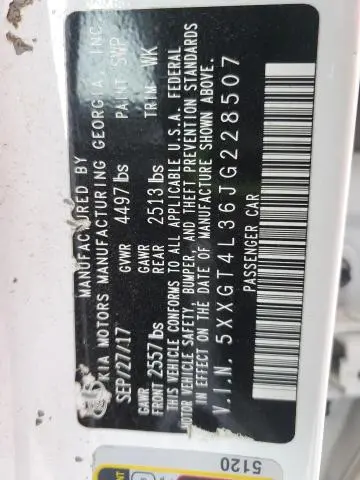 MANUFACTURED BY
KIA MOTORS MANUFACTURING GEORGIA, INC.
SEP/27/17 GVWR 4497 lbs PAINT SWP
GAWR FRONT 2557 lbs GAWR REAR 2513 lbs TRIM WK
THIS VEHICLE CONFORMS TO ALL APPLICABLE U.S.A. FEDERAL
MOTOR VEHICLE SAFETY, BUMPER, AND THEFT PREVENTION STANDARDS
IN EFFECT ON THE DATE OF MANUFACTURE SHOWN ABOVE.
V.I.N. 5XXGT4L36JG228507
PASSENGER CAR
5120